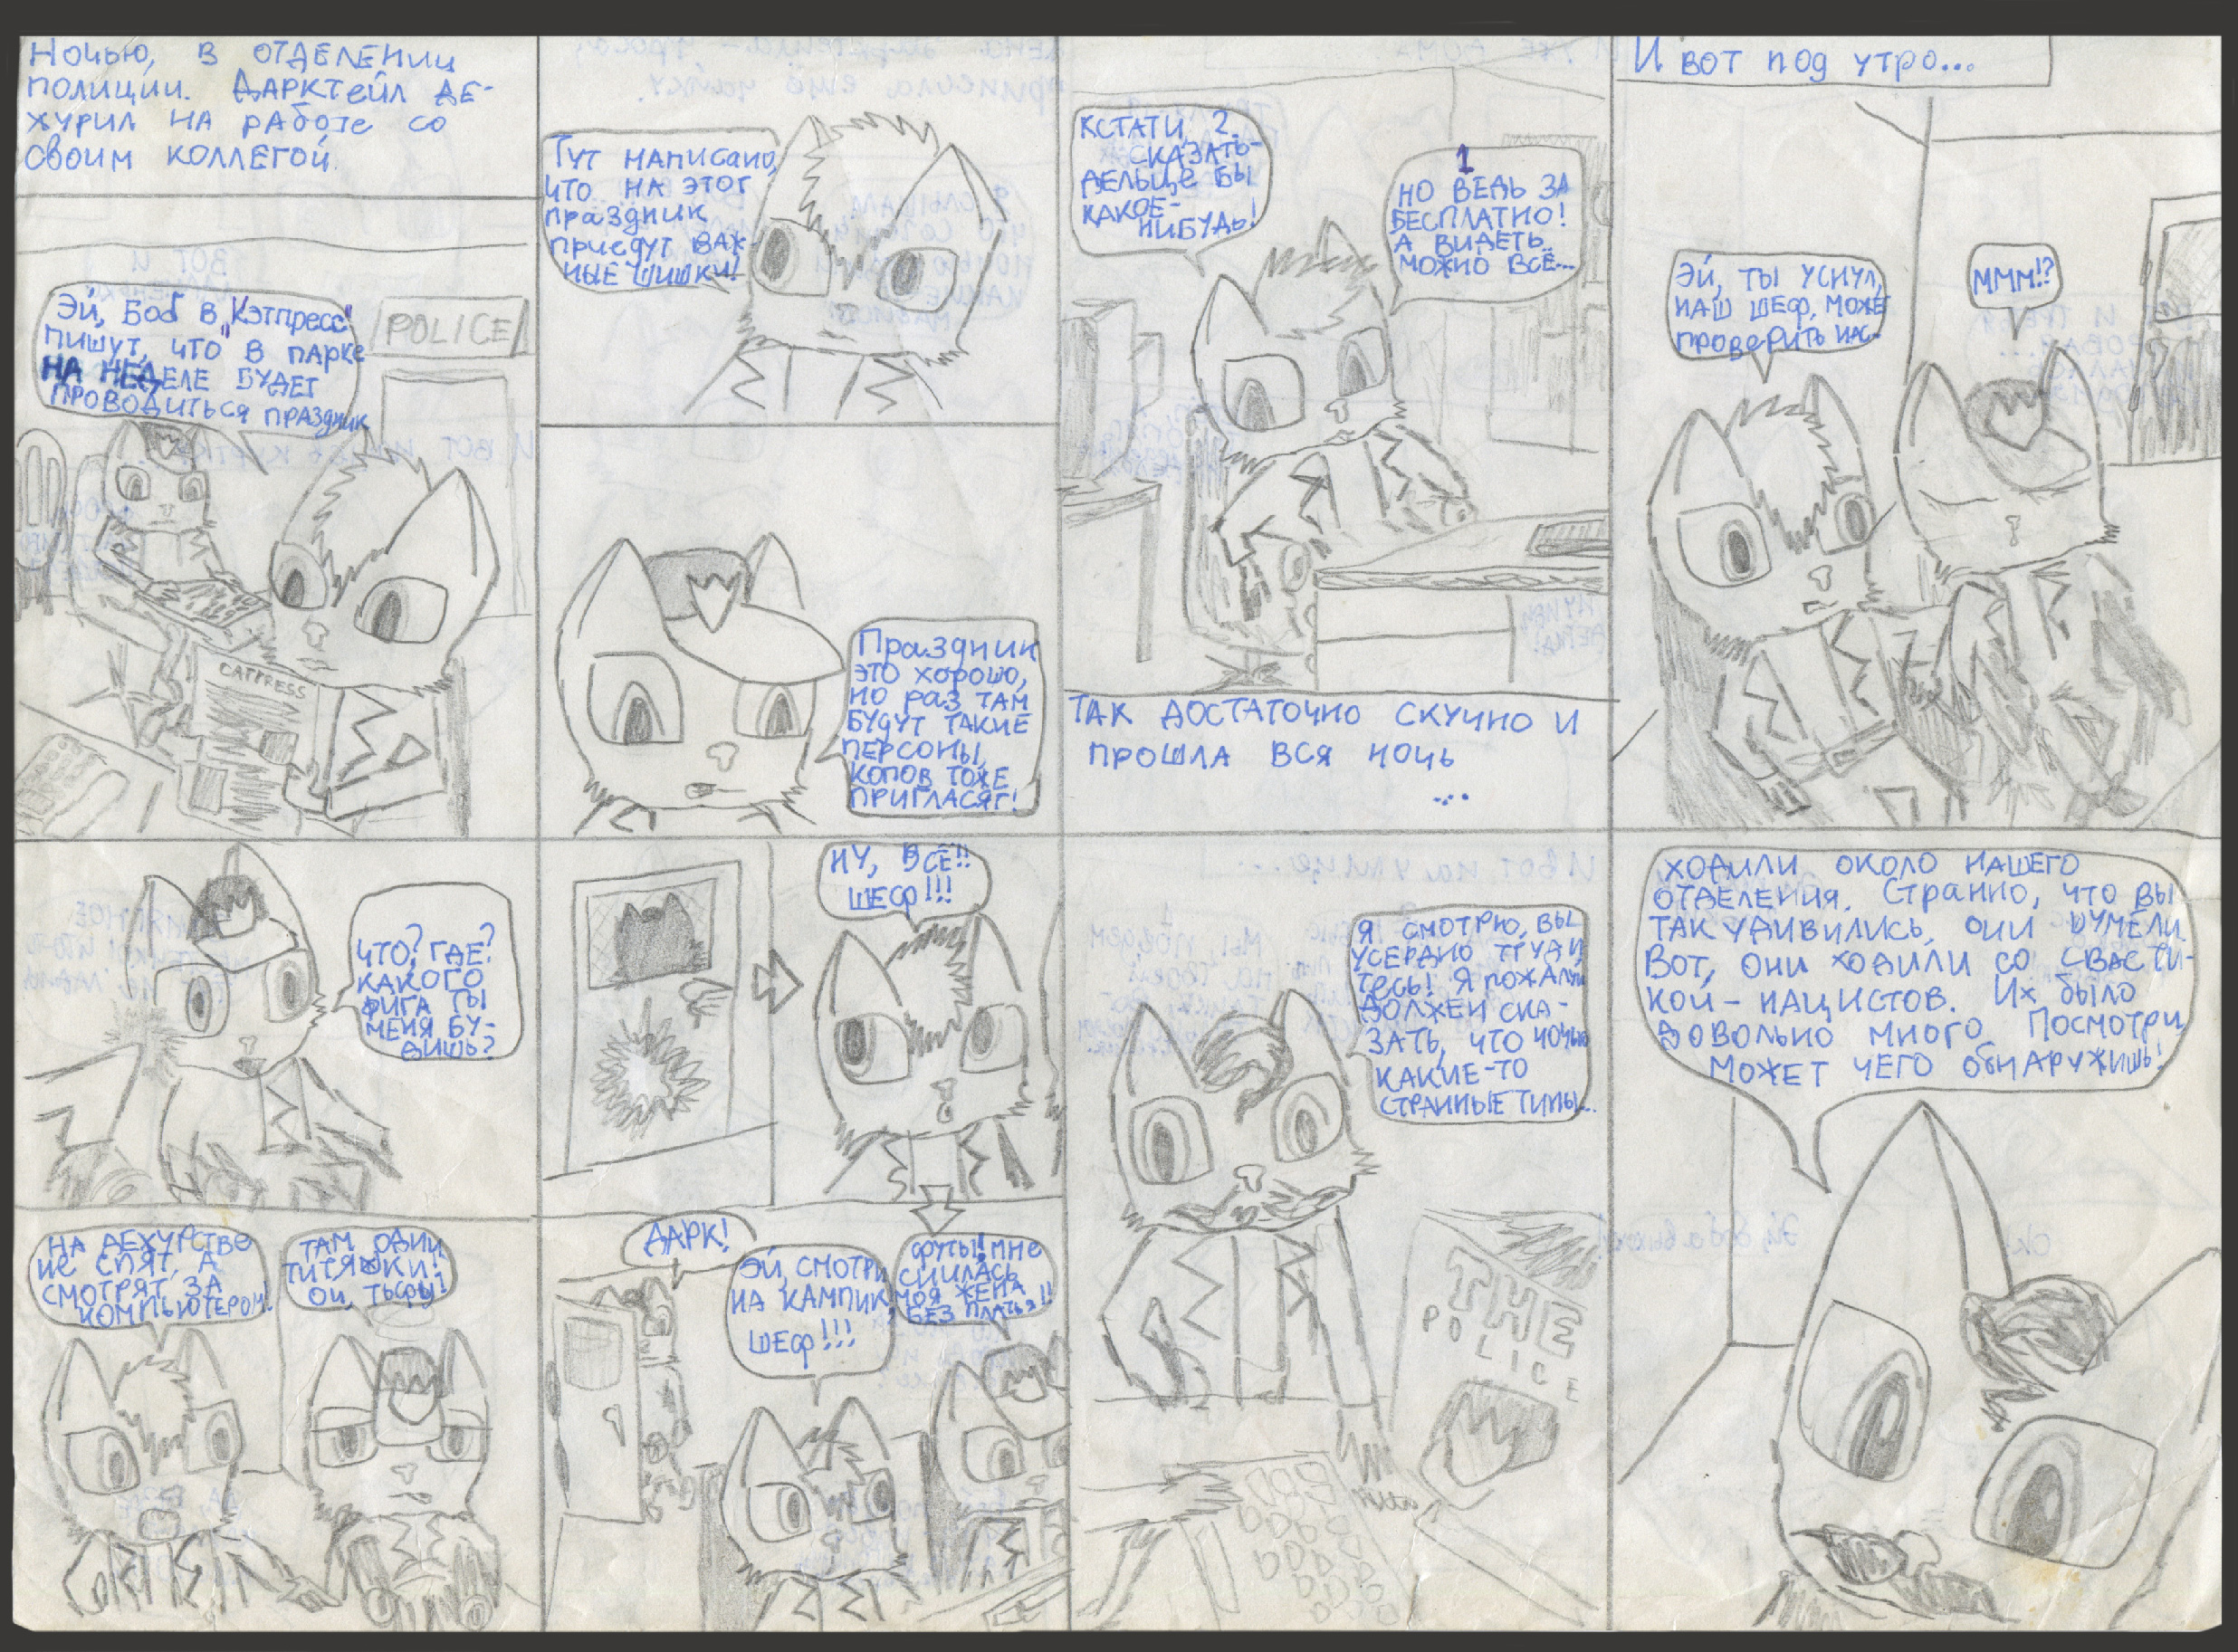 Ночью, в отделении
полиции. Дарктейл де-
журил на работе со
своим коллегой.
Эй, Боб в "Кэтпресс"
пишут, что в парке
на неделе будет
проводиться праздник
POLICE
CATPRESS
Тут написано,
что на этот
праздник
приедут важ-
ные шишки!
Праздник
это хорошо,
но раз там
будут такие
персоны,
копов тоже
пригласят!
1
Но ведь за
бесплатно!
А видеть
можно всё...
Кстати, 2.
сказать-
дельце бы
какое-
нибудь!
Так достаточно скучно и
прошла вся ночь
...
И вот под утро...
Эй, ты уснул,
наш шеф, может
проверить нас-
МММ!?
Что? Где?
Какого
фига ты
меня бу-
дишь?
Ну, всё!!
Шеф!!!
На дежурстве
не спят, а
смотрят за
компьютером!
Там одни
титяжки!
Ой, тьфу!
Дарк!
Эй, смотри
на кампик,
шеф!!!
Футы! Мне
снилась
моя жена
без платья!!
Я смотрю, вы
усердно труди
тесь! Я пожалуй
должен ска-
зать, что ночью
какие-то
странные типы...
THE
POLICE
Ходили около нашего
отделения. Странно, что вы
так удивились, они шумели.
Вот, они ходили со свасти-
кой - нацистов. Их было
довольно много. Посмотри,
может чего обнаружишь!